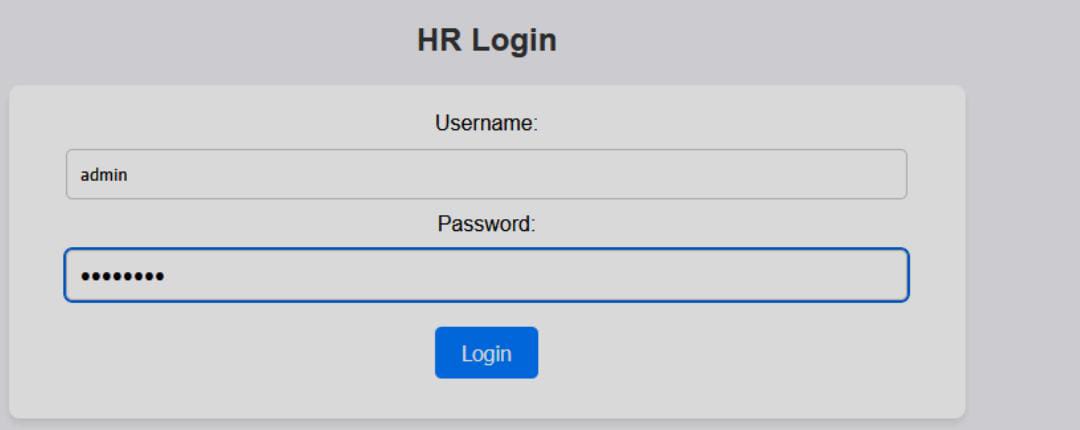 HR Login
Username:
admin
Password:
••••••••
Login